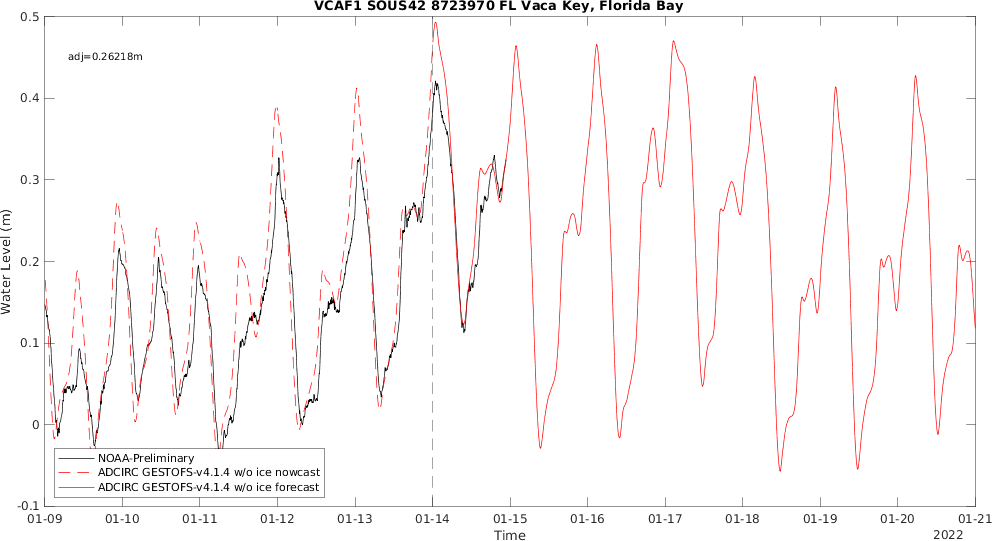 VCAF1 SOUS42 8723970 FL Vaca Key, Florida Bay
adj=0.26218m
0.5
0.4
0.3
0.2
0.1
0
-0.1
Water Level (m)
NOAA-Preliminary
ADCIRC GESTOFS-v4.1.4 w/o ice nowcast
ADCIRC GESTOFS-v4.1.4 w/o ice forecast
01-09 01-10 01-11 01-12 01-13 01-14 01-15 01-16 01-17 01-18 01-19 01-20 01-21
Time
2022